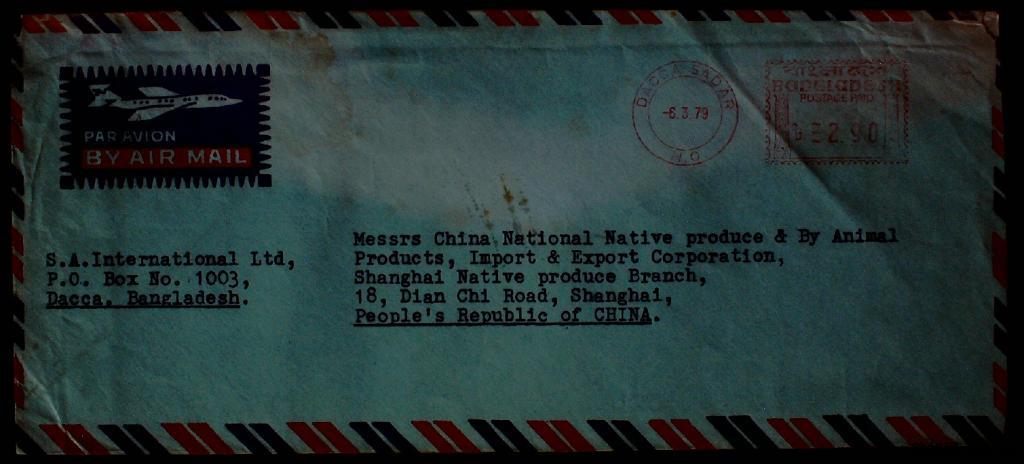 PAR AVION
BY AIR MAIL
DACCA SADAR
-6.3.79
H.O
BANGLADESH
POSTAGE PAID
2.90
S.A.International Ltd,
P.O. Box No. 1003,
Dacca, Bangladesh.
Messrs China National Native produce & By Animal
Products, Import & Export Corporation,
Shanghai Native produce Branch,
18, Dian Chi Road, Shanghai,
People's Republic of CHINA.